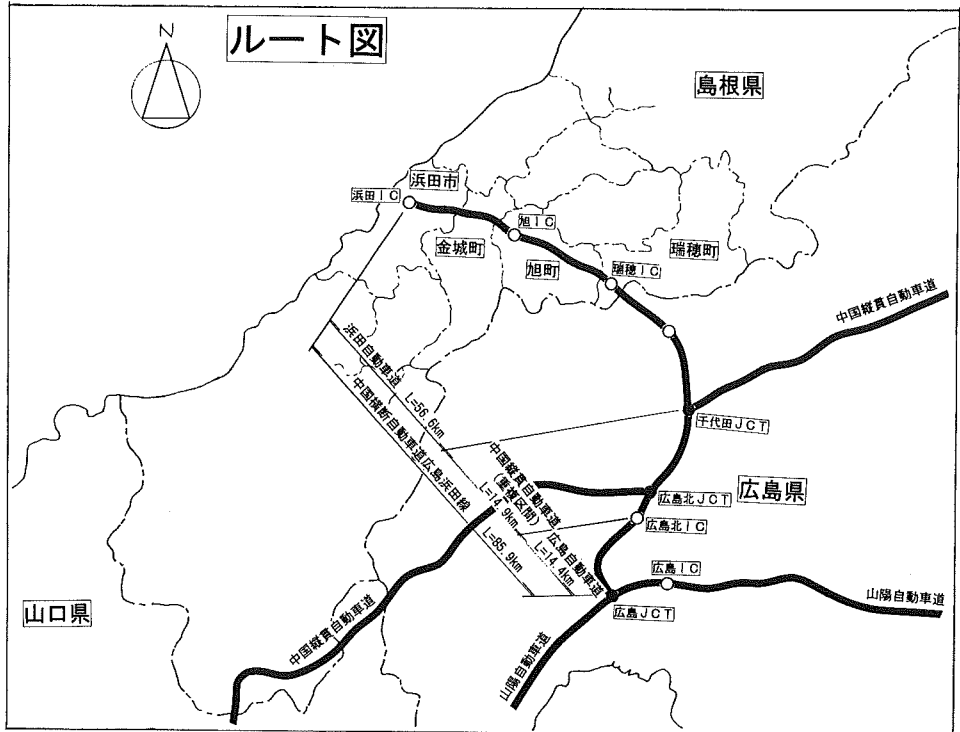 N
ルート図
島根県
浜田市
浜田IC
旭IC
金城町
旭町
瑞穂町
瑞穂IC
中国縦貫自動車道
浜田自動車道 L=56.6km
中国横断自動車道広島浜田線 L=85.9km
千代田JCT
中国縦貫自動車道
(重複区間)
L=14.9km
広島北JCT
広島県
広島北IC
広島自動車道
L=14.4km
広島IC
広島JCT
山陽自動車道
山口県
中国縦貫自動車道
山陽自動車道